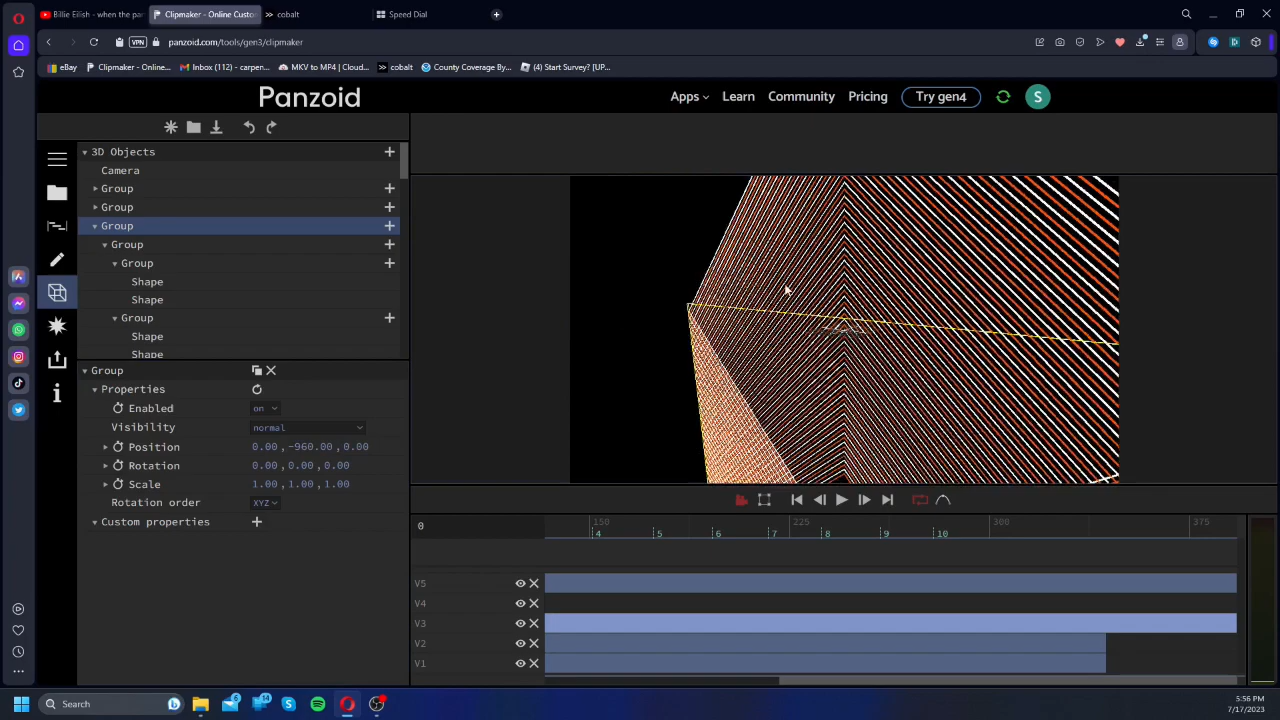 Billie Eilish - when the pa
Clipmaker - Online Custo
cobalt
Speed Dial
VPN
panzoid.com/tools/gen3/clipmaker
eBay
Clipmaker - Online...
Inbox (112) - carpen...
MKV to MP4 | Cloud...
cobalt
County Coverage By...
(4) Start Survey? [UP...
Panzoid
Apps
Learn
Community
Pricing
Try gen4
S
3D Objects
Camera
Group
Group
Group
Group
Group
Shape
Shape
Group
Shape
Shape
Group
Properties
Enabled on
Visibility normal
Position 0.00 , -960.00 , 0.00
Rotation 0.00 , 0.00 , 0.00
Scale 1.00 , 1.00 , 1.00
Rotation order XYZ
Custom properties
0
150 225 300 375
4 5 6 7 8 9 10
V5
V4
V3
V2
V1
Search
5:56 PM
7/17/2023